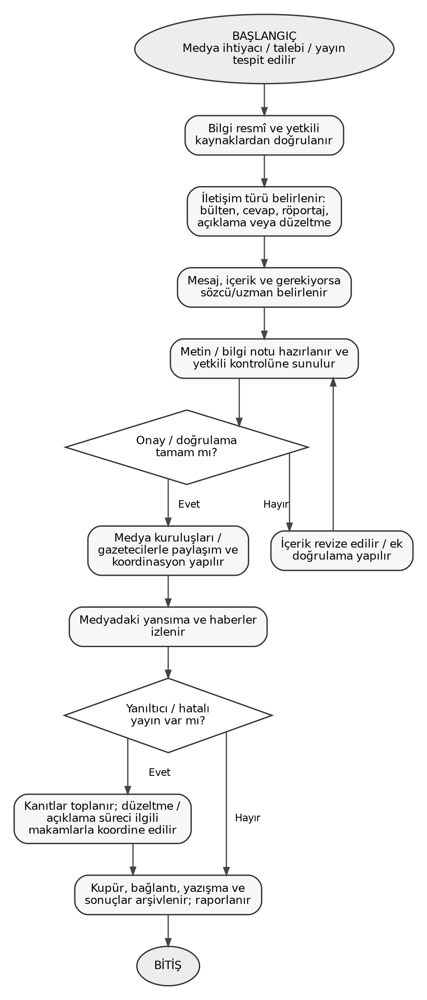 BAŞLANGIÇ
Medya ihtiyacı / talebi / yayın
tespit edilir
Bilgi resmî ve yetkili
kaynaklardan doğrulanır
İletişim türü belirlenir:
bülten, cevap, röportaj,
açıklama veya düzeltme
Mesaj, içerik ve gerekiyorsa
sözcü/uzman belirlenir
Metin / bilgi notu hazırlanır ve
yetkili kontrolüne sunulur
Onay / doğrulama
tamam mı?
Evet
Hayır
Medya kuruluşları /
gazetecilerle paylaşım ve
koordinasyon yapılır
İçerik revize edilir / ek
doğrulama yapılır
Medyadaki yansıma ve haberler
izlenir
Yanıltıcı / hatalı
yayın var mı?
Evet
Kanıtlar toplanır; düzeltme /
açıklama süreci ilgili
makamlarla koordine edilir
Hayır
Kupür, bağlantı, yazışma ve
sonuçlar arşivlenir; raporlanır
BİTİŞ